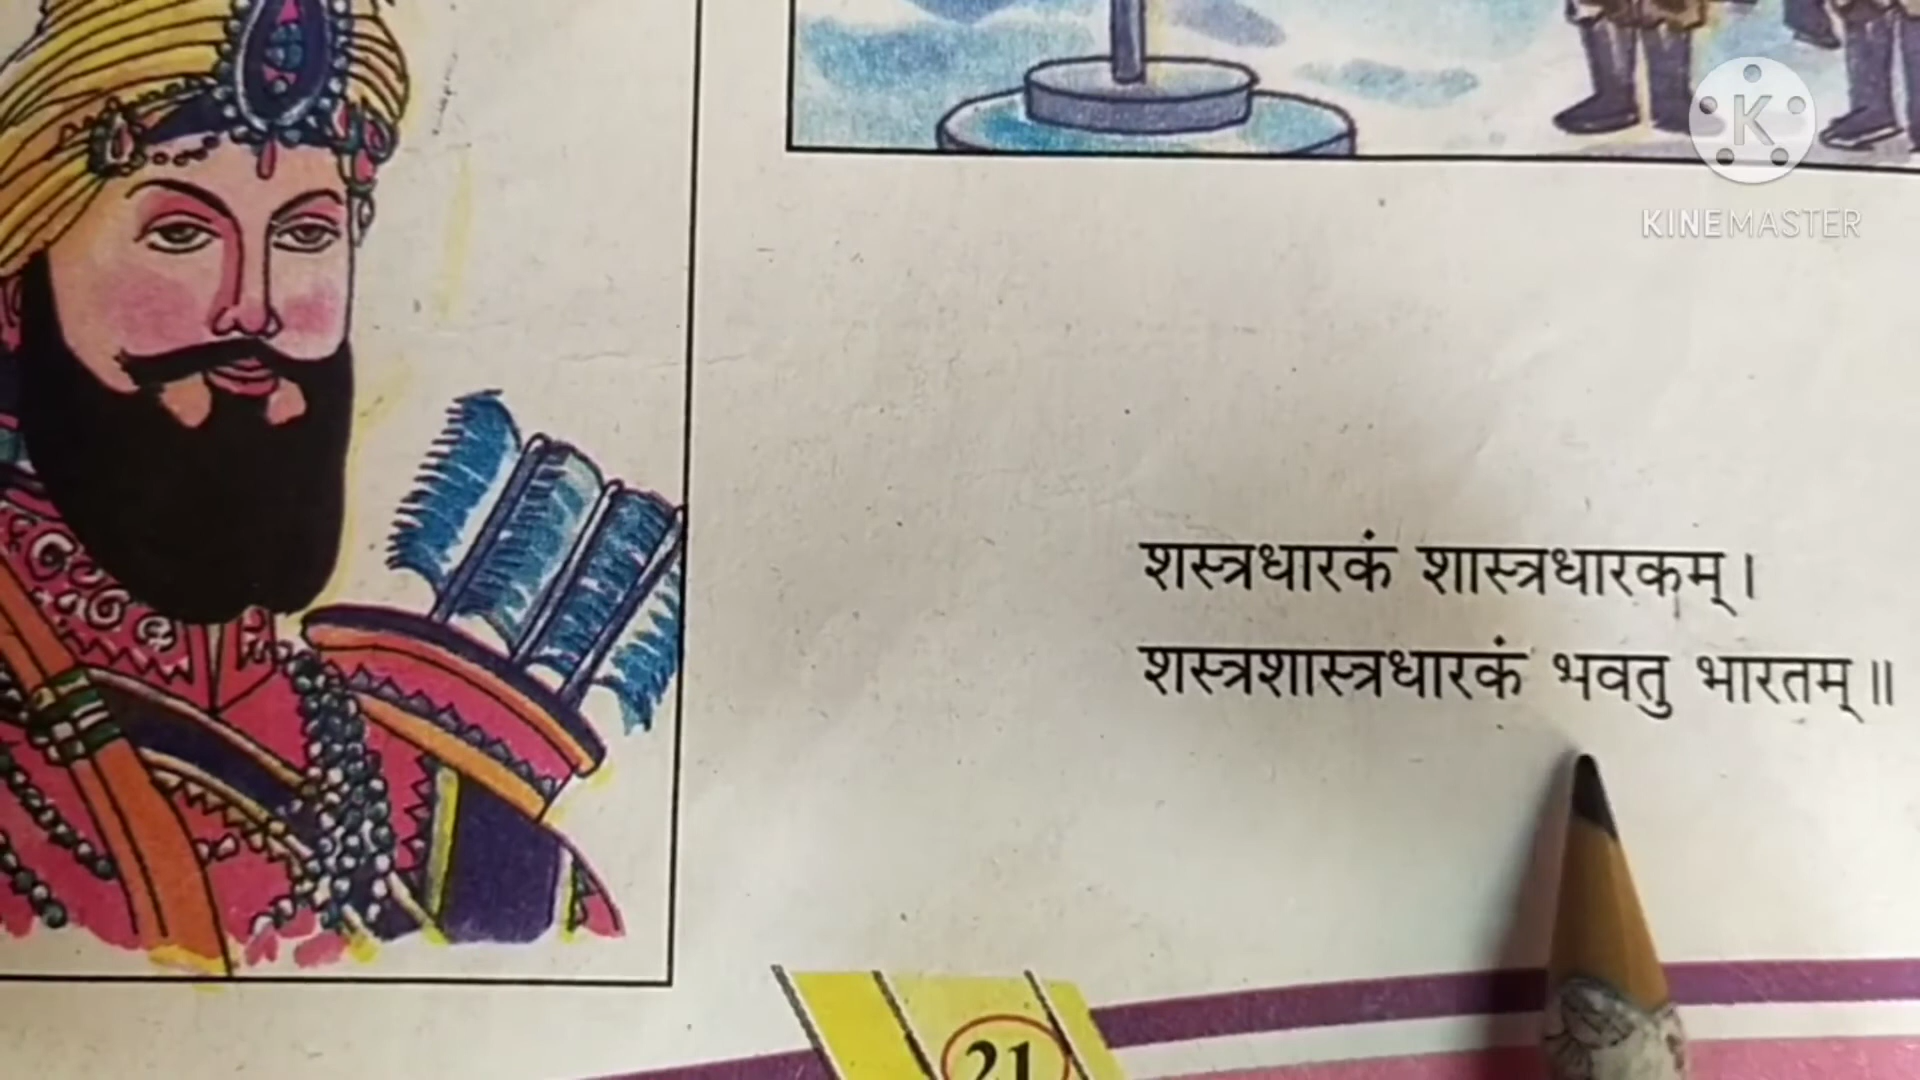 K
KINEMASTER
शस्त्रधारकं शास्त्रधारकम्।
शस्त्रशास्त्रधारकं भवतु भारतम्॥
21